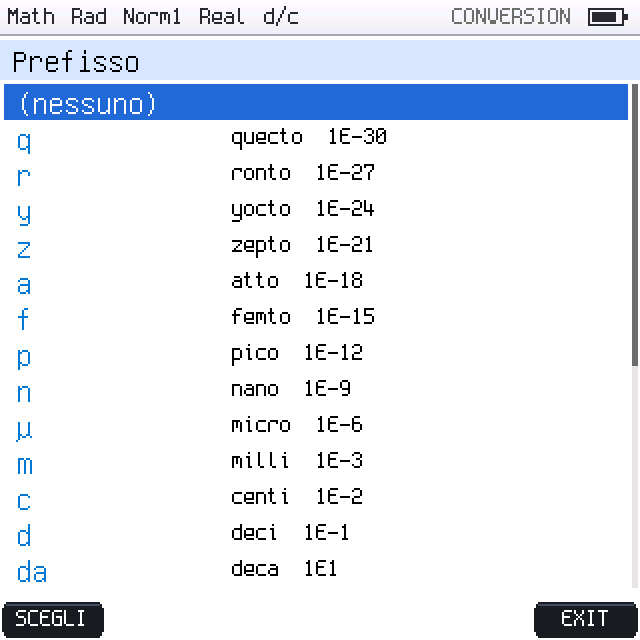 Math Rad Norm1 Real d/c CONVERSION
Prefisso
(nessuno)
q quecto 1E-30
r ronto 1E-27
y yocto 1E-24
z zepto 1E-21
a atto 1E-18
f femto 1E-15
p pico 1E-12
n nano 1E-9
µ micro 1E-6
m milli 1E-3
c centi 1E-2
d deci 1E-1
da deca 1E1
SCEGLI EXIT